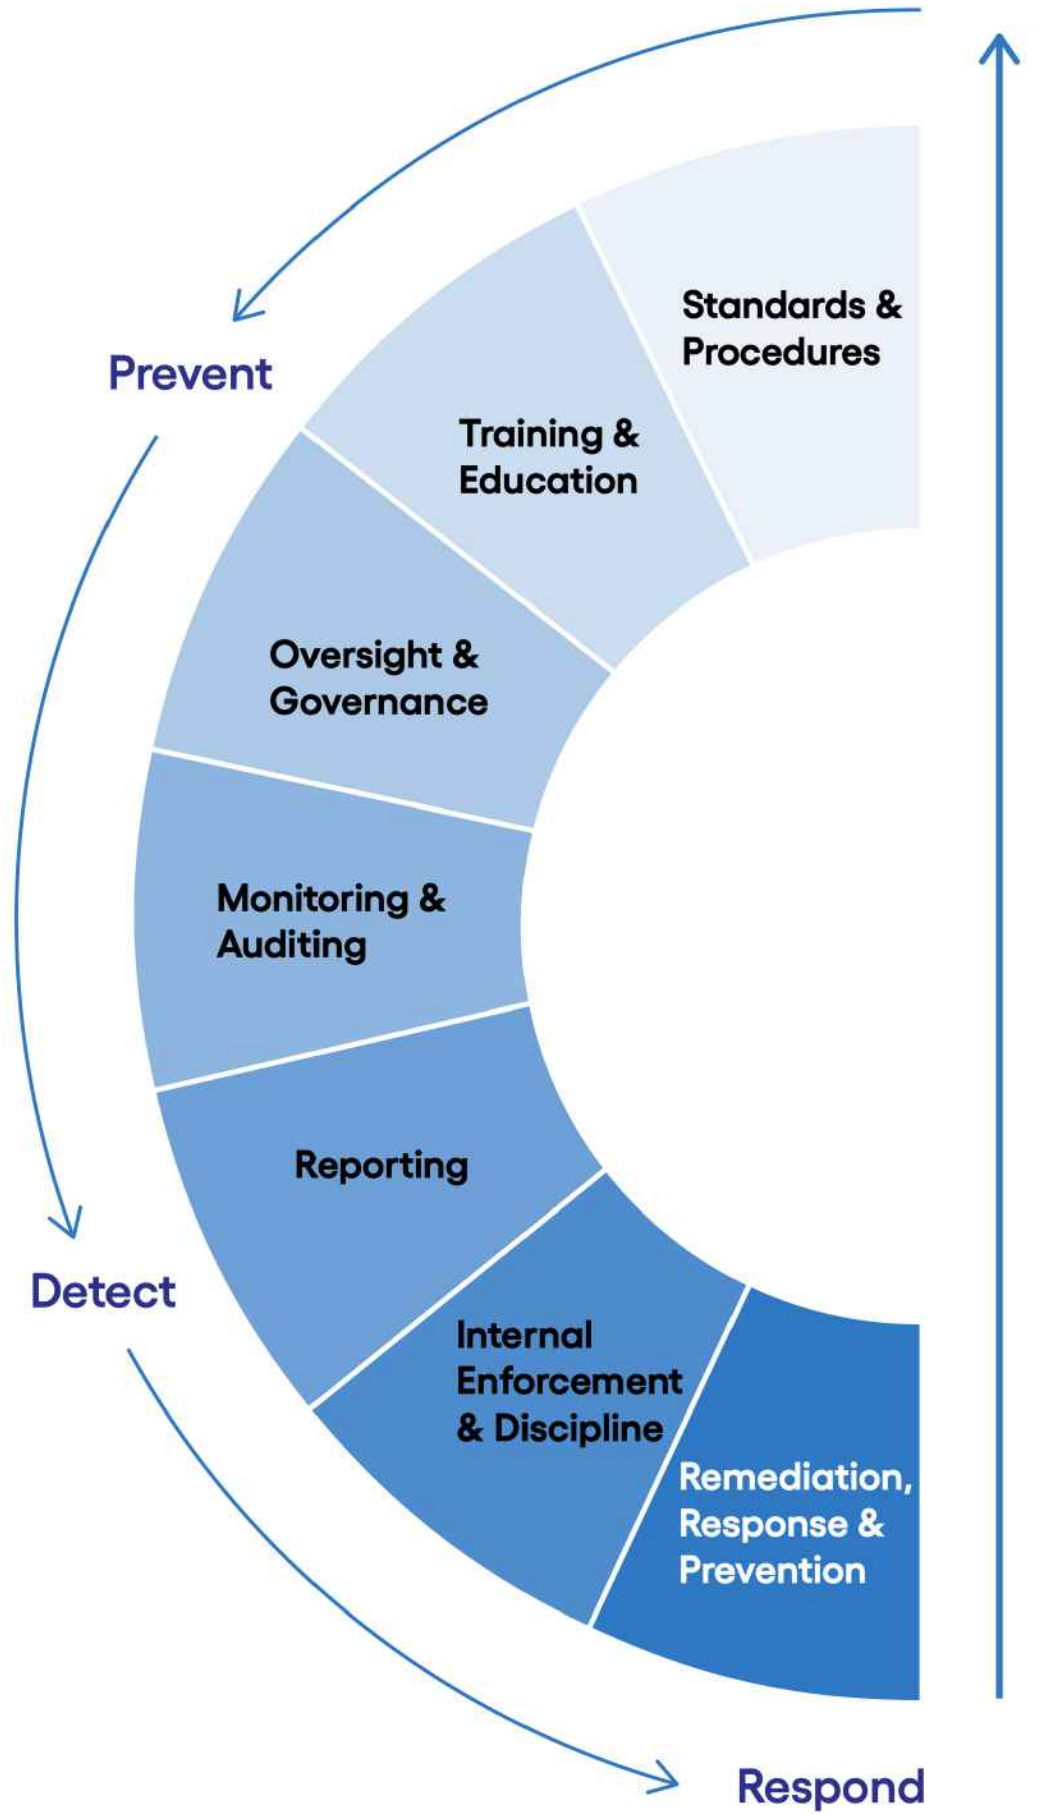 Standards &
Procedures
Prevent
Training &
Education
Oversight &
Governance
Monitoring &
Auditing
Reporting
Detect
Internal
Enforcement
& Discipline
Remediation,
Response &
Prevention
Respond